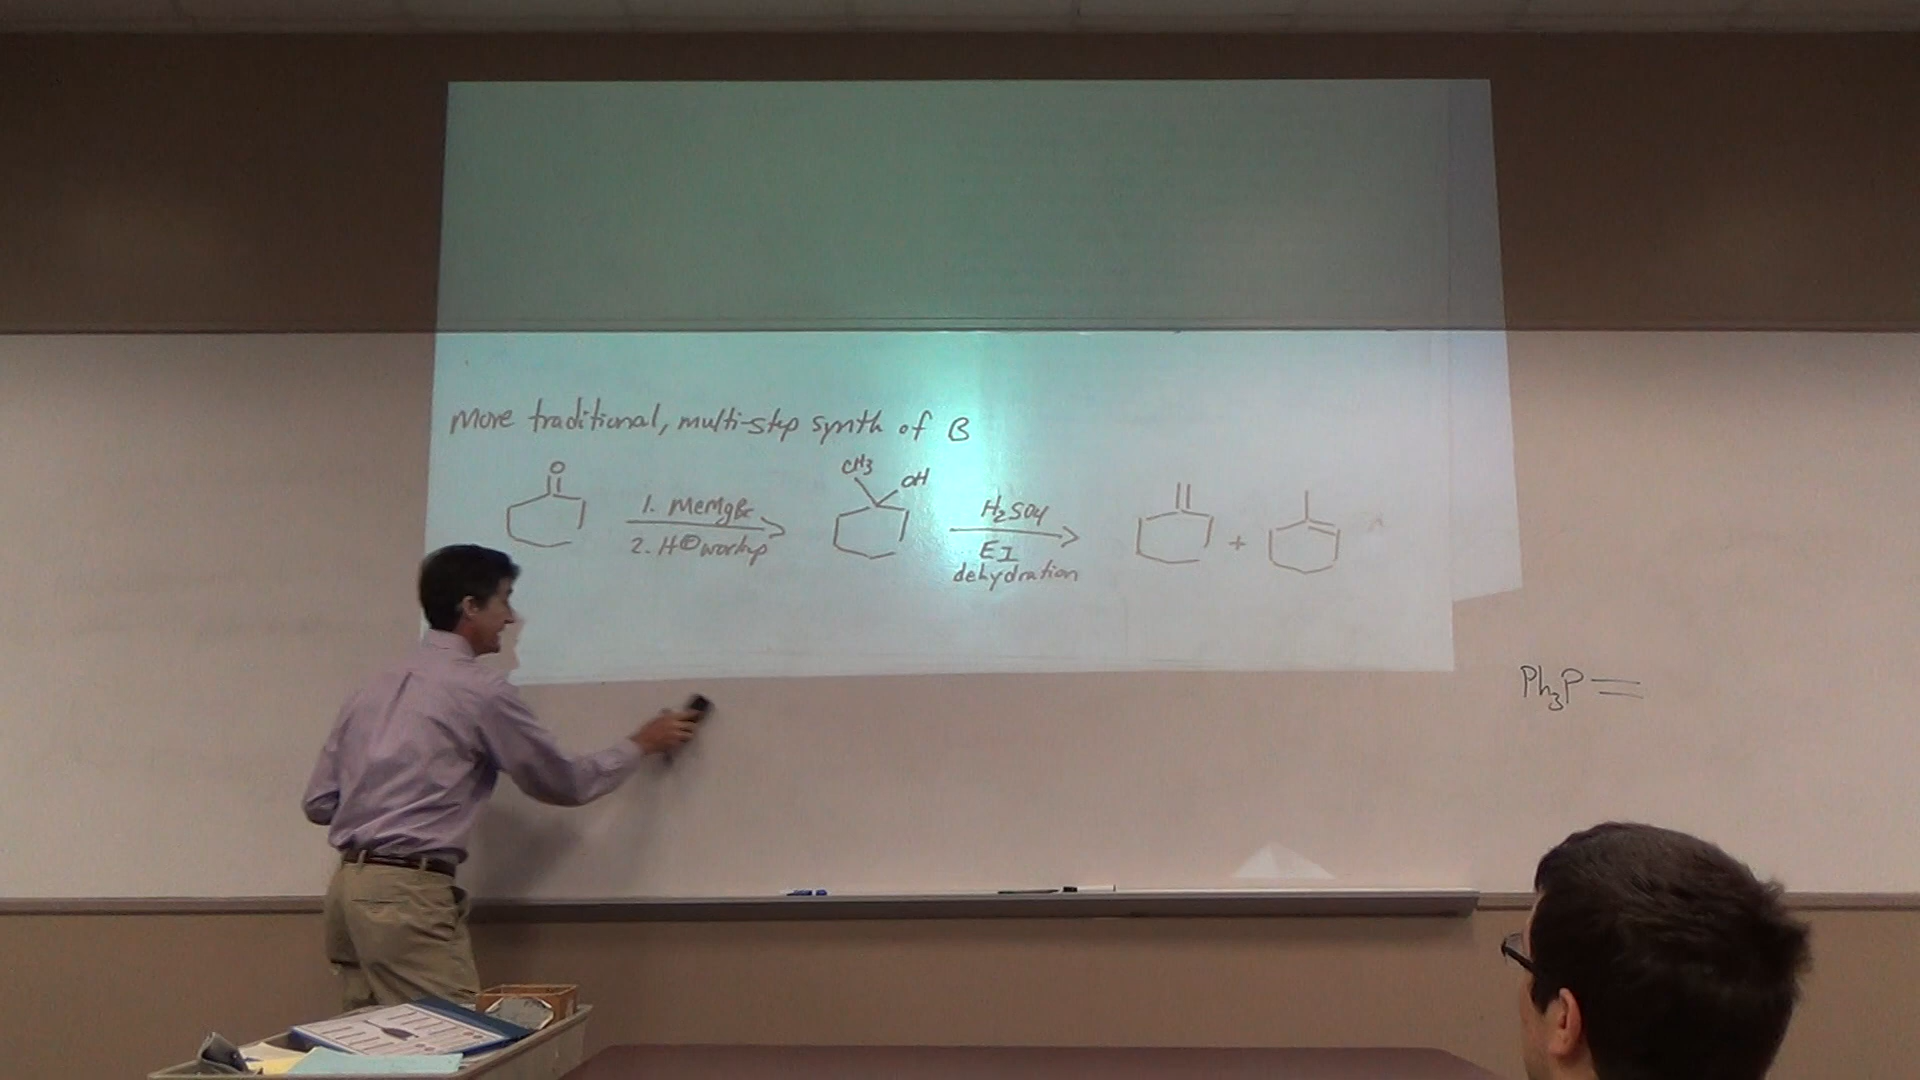 More traditional, multi-step synth of B
O
1. MeMgBr
2. H⊕ workup
CH3
OH
H2SO4
E1
dehydration
+
Ph3P=